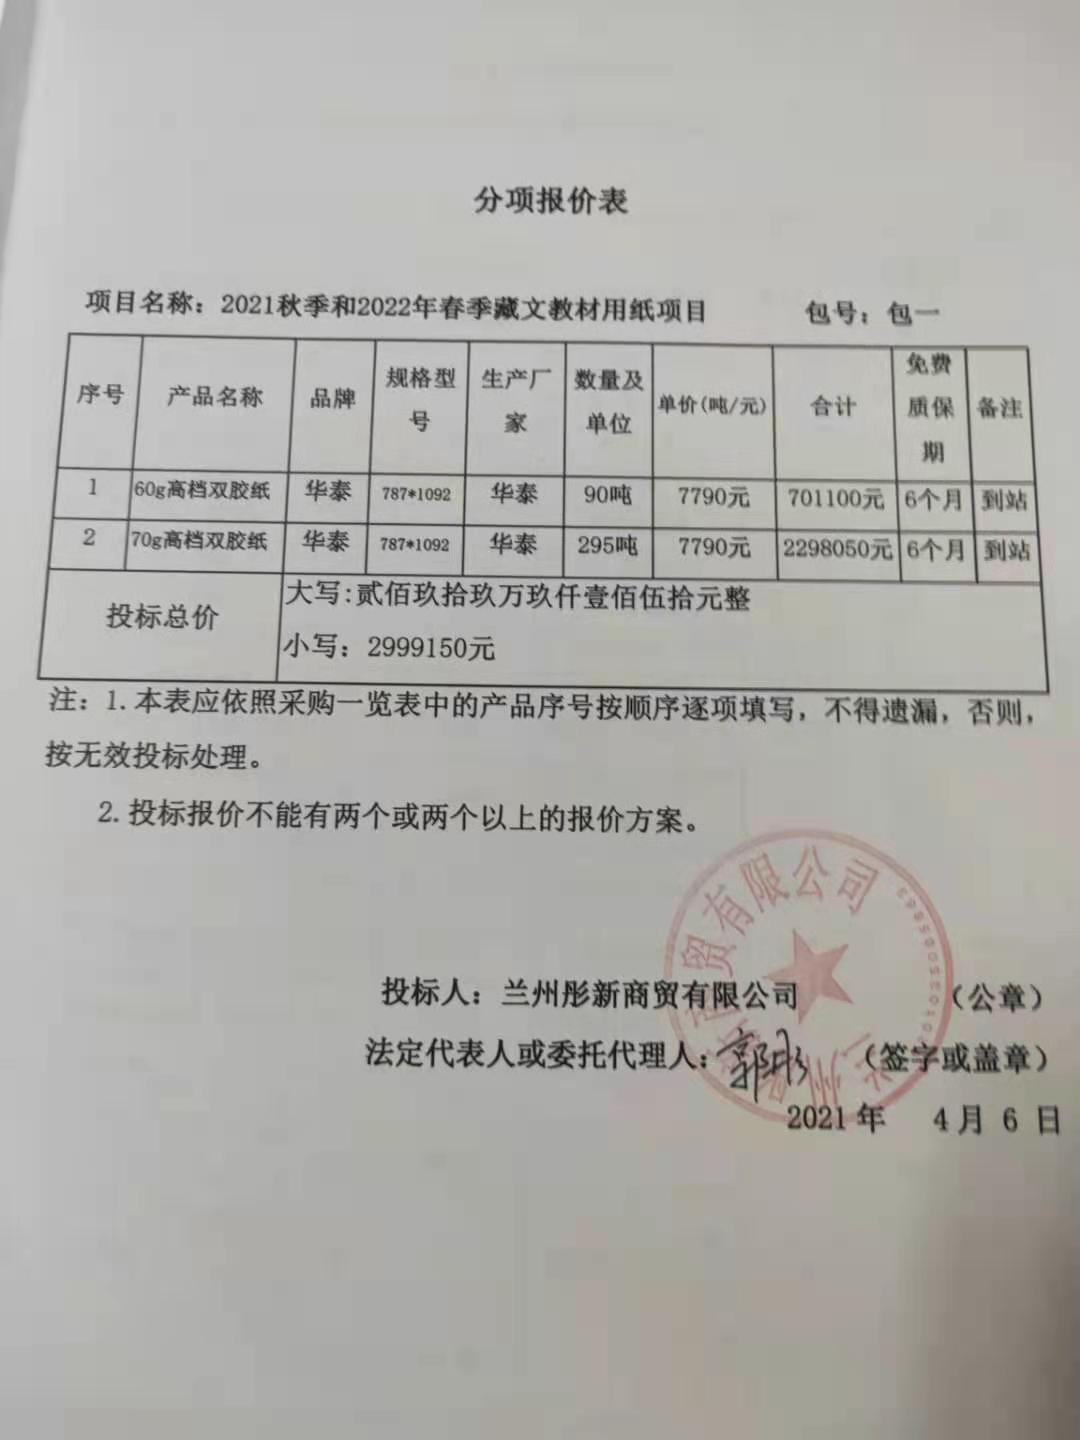 分项报价表
项目名称：2021秋季和2022年春季藏文教材用纸项目 包号：包一
序号 产品名称 品牌 规格型号 生产厂家 数量及单位 单价(吨/元) 合计 免费质保期 备注
1 60g高档双胶纸 华泰 787*1092 华泰 90吨 7790元 701100元 6个月 到站
2 70g高档双胶纸 华泰 787*1092 华泰 295吨 7790元 2298050元 6个月 到站
投标总价 大写:贰佰玖拾玖万玖仟壹佰伍拾元整
小写：2999150元
注：1.本表应依照采购一览表中的产品序号按顺序逐项填写，不得遗漏，否则，
按无效投标处理。
2.投标报价不能有两个或两个以上的报价方案。
投标人：兰州彤新商贸有限公司 （公章）
法定代表人或委托代理人：郭彤 （签字或盖章）
2021年 4月 6 日
商贸有限公司